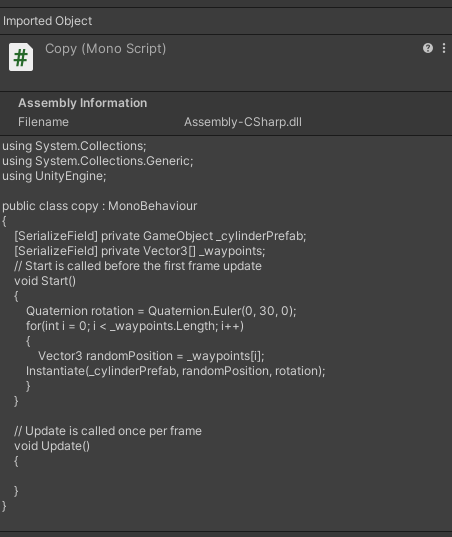 Imported Object
Copy (Mono Script)
Assembly Information
Filename Assembly-CSharp.dll
using System.Collections;
using System.Collections.Generic;
using UnityEngine;

public class copy : MonoBehaviour
{
    [SerializeField] private GameObject _cylinderPrefab;
    [SerializeField] private Vector3[] _waypoints;
    // Start is called before the first frame update
    void Start()
    {
        Quaternion rotation = Quaternion.Euler(0, 30, 0);
        for(int i = 0; i < _waypoints.Length; i++)
        {
            Vector3 randomPosition = _waypoints[i];
        Instantiate(_cylinderPrefab, randomPosition, rotation);
        }
    }

    // Update is called once per frame
    void Update()
    {

    }
}